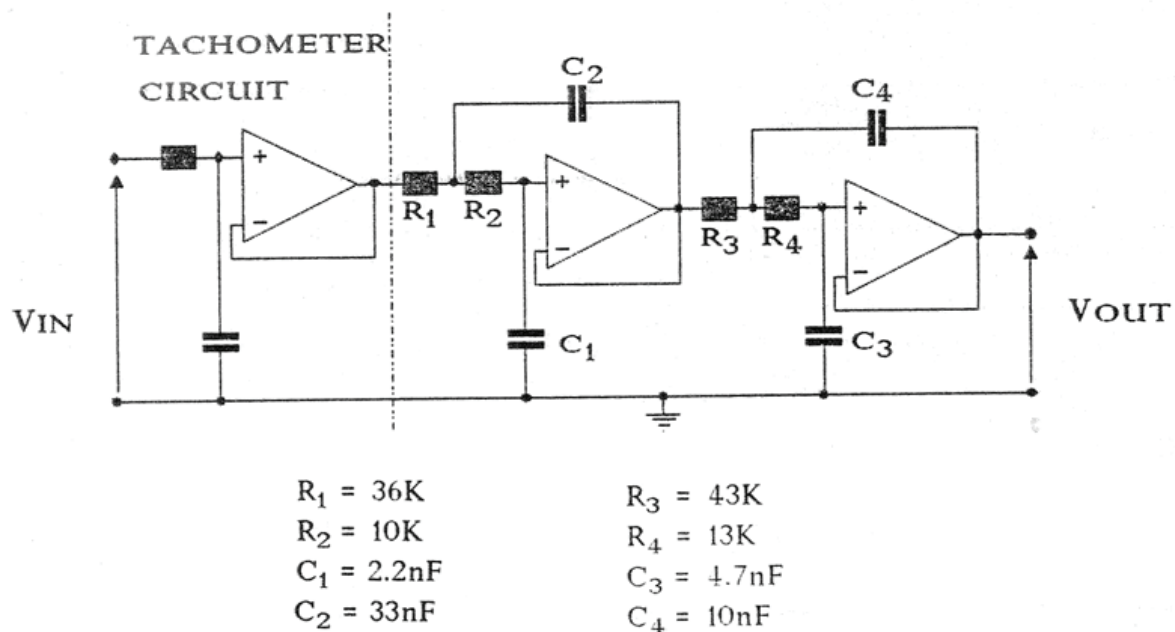 TACHOMETER
CIRCUIT
C2
C4
+
−
R1
R2
+
−
R3
R4
+
−
VIN
C1
C3
VOUT
R1 = 36K
R2 = 10K
C1 = 2.2nF
C2 = 33nF
R3 = 43K
R4 = 13K
C3 = 4.7nF
C4 = 10nF